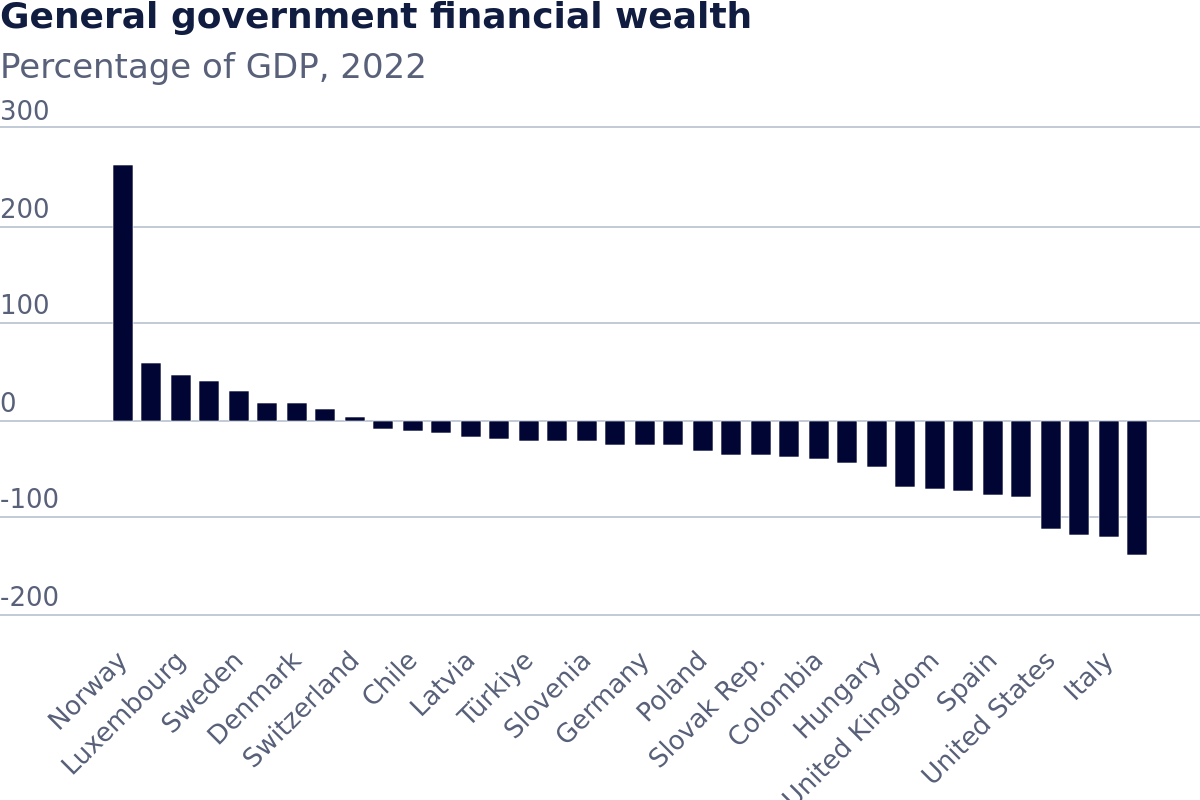 General government financial wealth
Percentage of GDP, 2022
300
200
100
0
-100
-200
Norway
Luxembourg
Sweden
Denmark
Switzerland
Chile
Latvia
Türkiye
Slovenia
Germany
Poland
Slovak Rep.
Colombia
Hungary
United Kingdom
Spain
United States
Italy